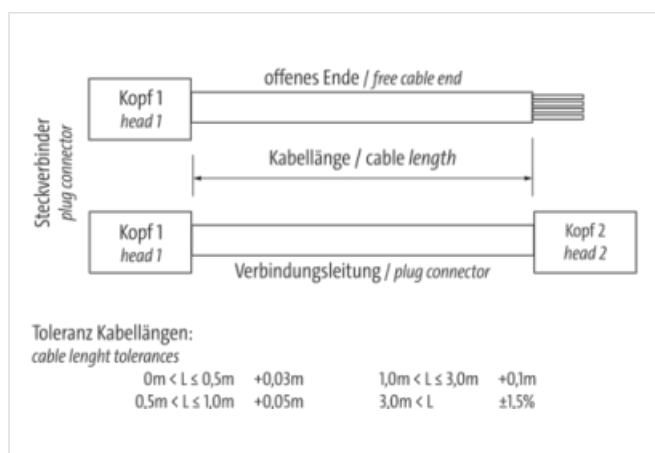 offenes Ende / free cable end
Kopf 1
head 1
Steckverbinder
plug connector
Kabellänge / cable length
Kopf 1
head 1
Kopf 2
head 2
Verbindungsleitung / plug connector
Toleranz Kabellängen:
cable lenght tolerances
0m < L ≤ 0,5m +0,03m 1,0m < L ≤ 3,0m +0,1m
0,5m < L ≤ 1,0m +0,05m 3,0m < L ±1,5%